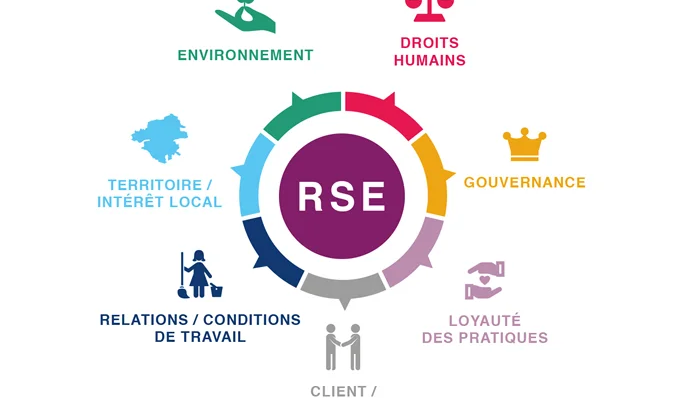 ENVIRONNEMENT
DROITS
HUMAINS
TERRITOIRE /
INTÉRÊT LOCAL
RSE
GOUVERNANCE
RELATIONS / CONDITIONS
DE TRAVAIL
LOYAUTÉ
DES PRATIQUES
CLIENT /